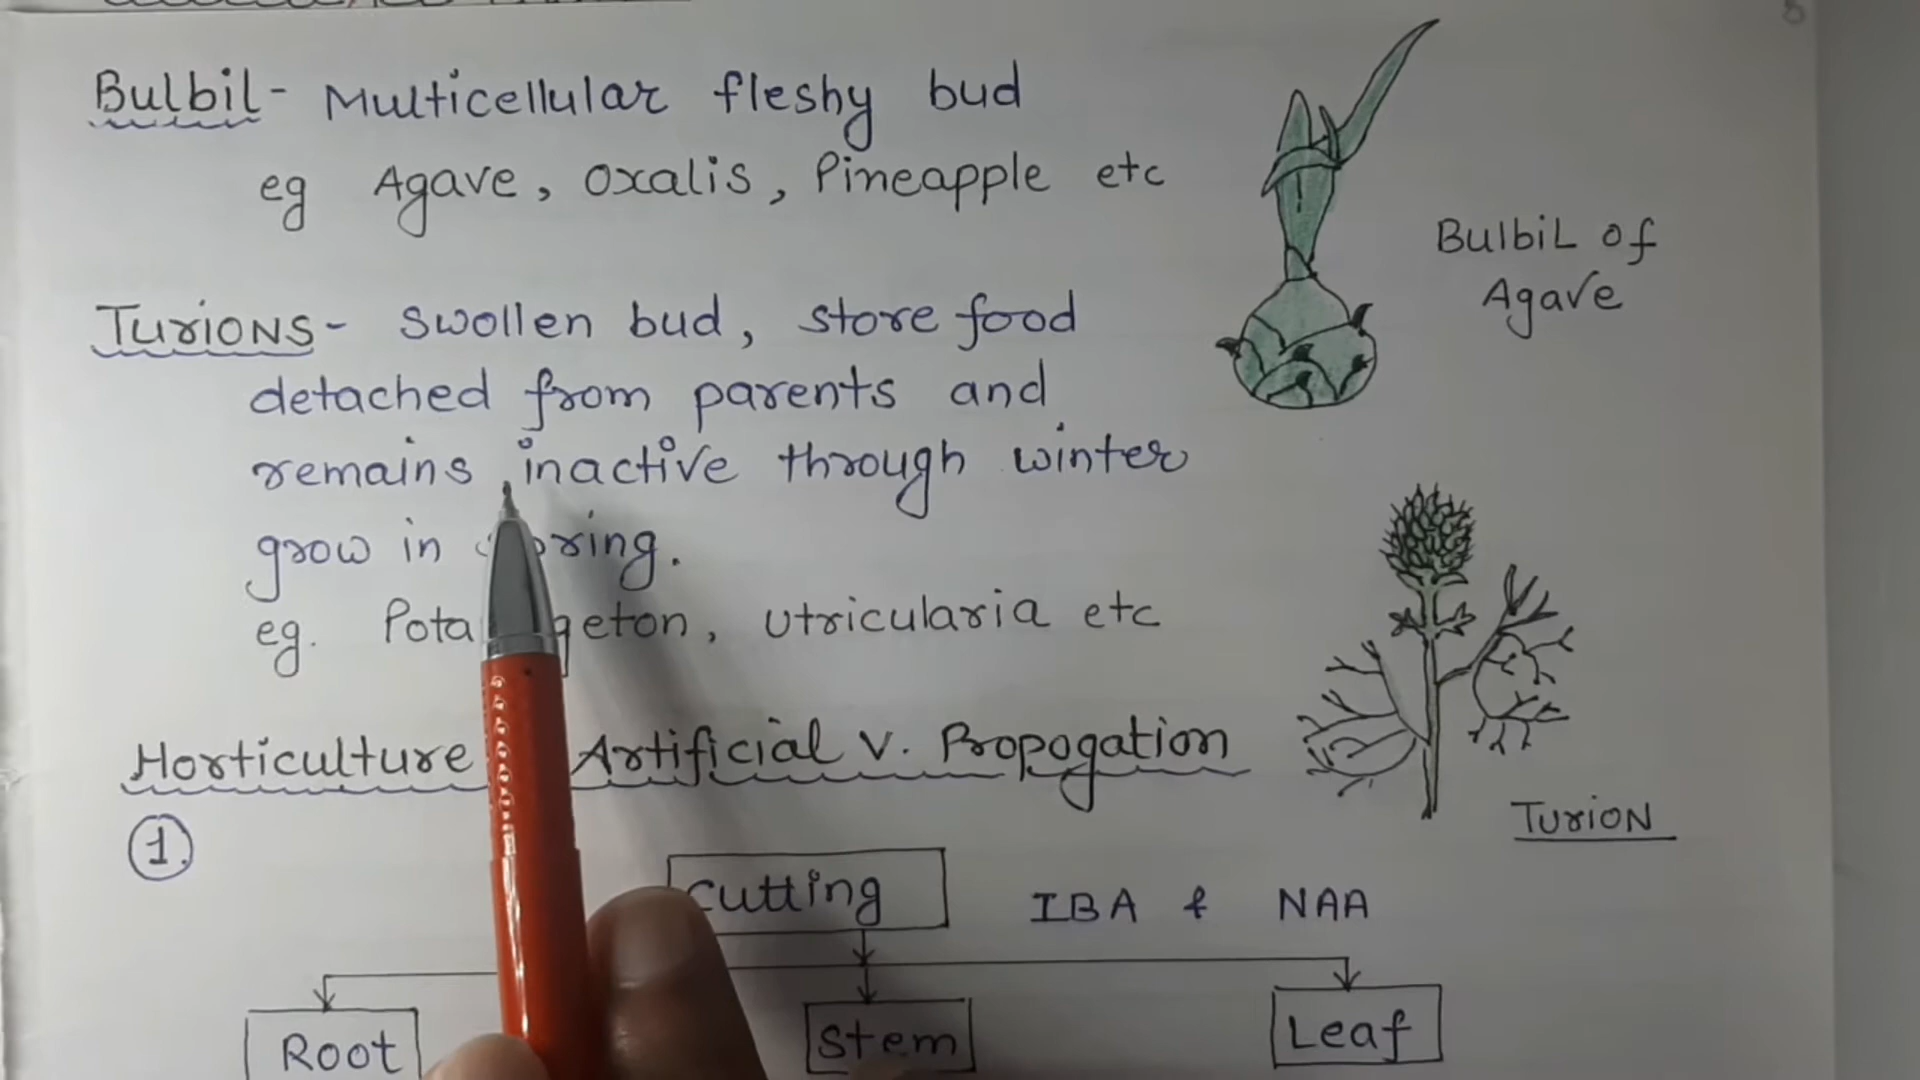 Bulbil - Multicellular fleshy bud
eg Agave, Oxalis, Pineapple etc
Bulbil of
Agave
Turions - Swollen bud, store food
detached from parents and
remains inactive through winter
grow in
eg.
Utricularia etc
Turion
Horticulture Artificial V. Propogation
1.
Cutting IBA & NAA
Root Stem Leaf